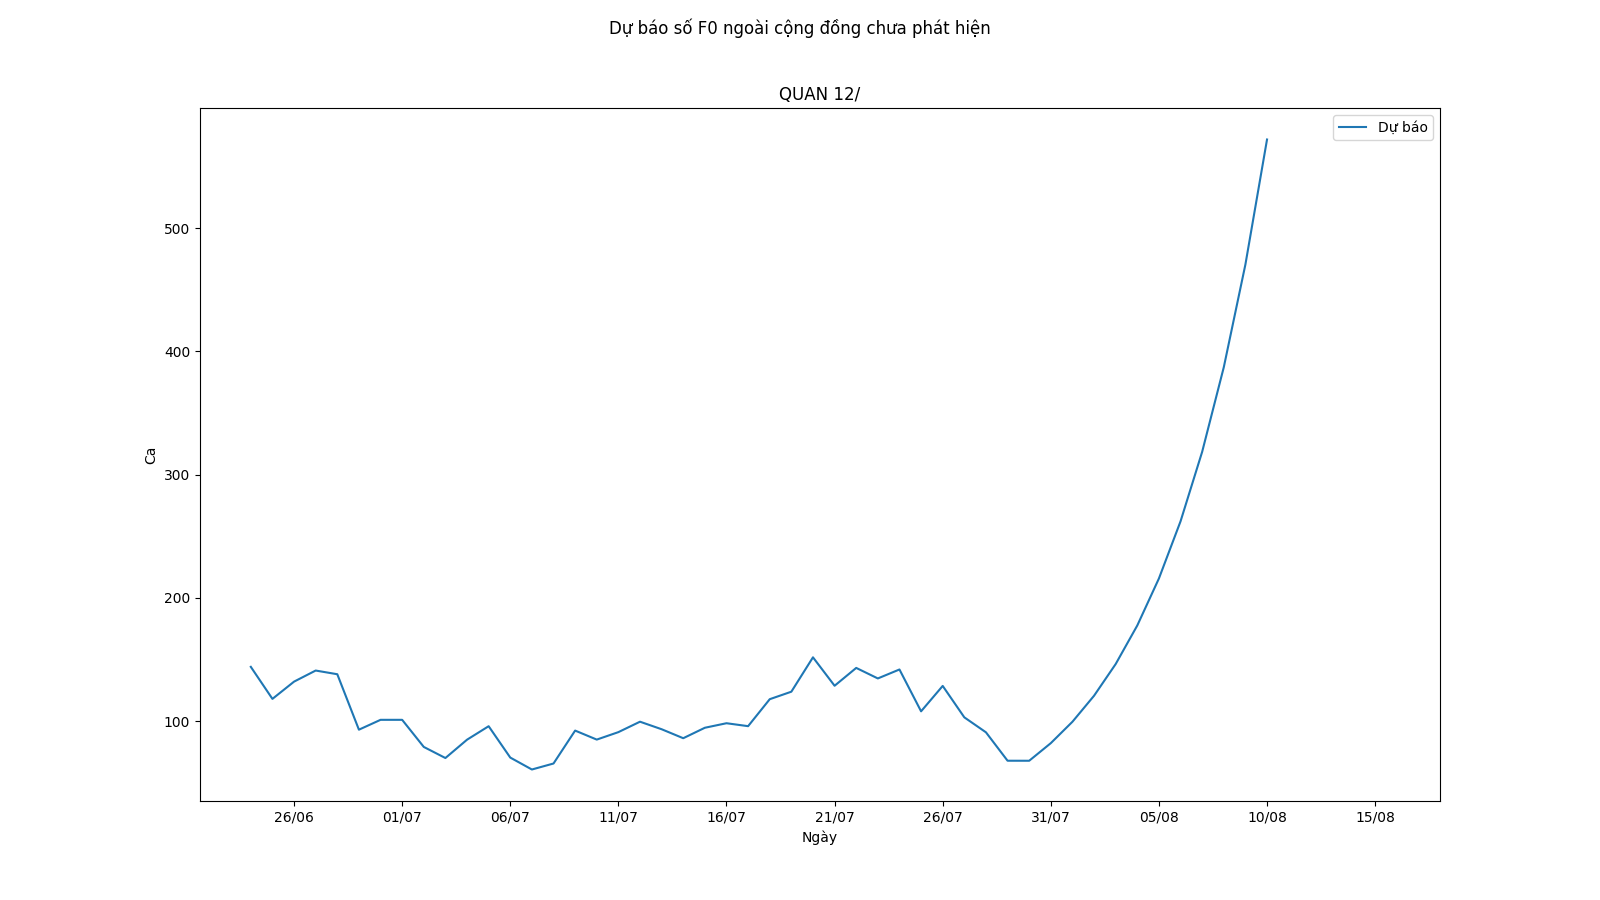 Dự báo số F0 ngoài cộng đồng chưa phát hiện
QUAN 12/
Dự báo
500
400
300
200
100
Ca
26/06 01/07 06/07 11/07 16/07 21/07 26/07 31/07 05/08 10/08 15/08
Ngày